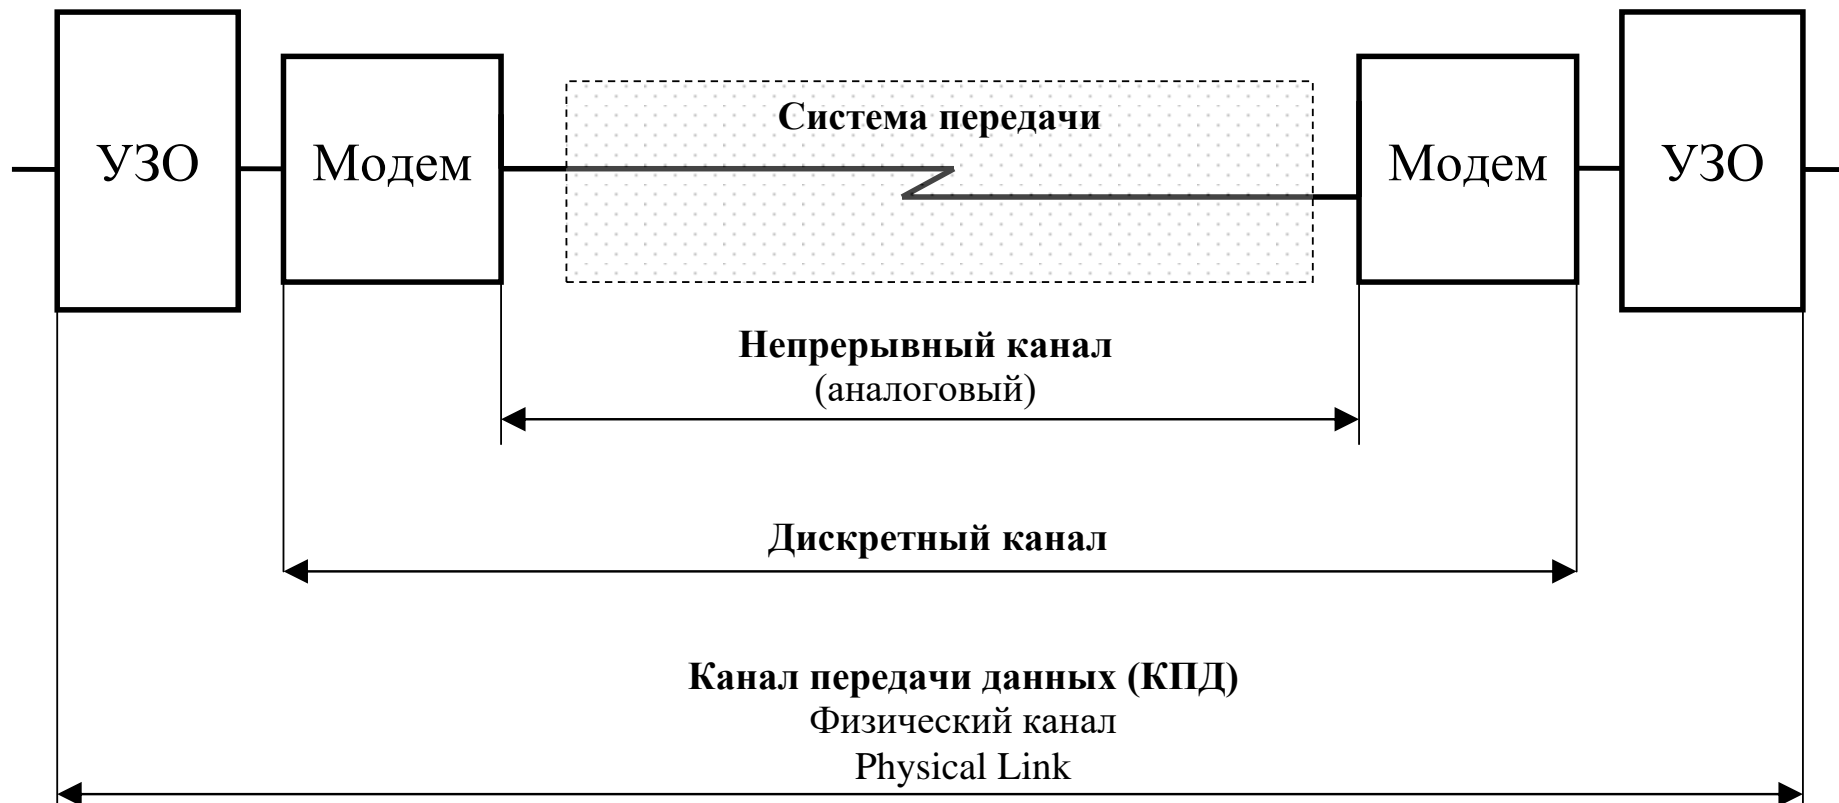 Система передачи
УЗО
Модем
Модем
УЗО
Непрерывный канал
(аналоговый)
Дискретный канал
Канал передачи данных (КПД)
Физический канал
Physical Link